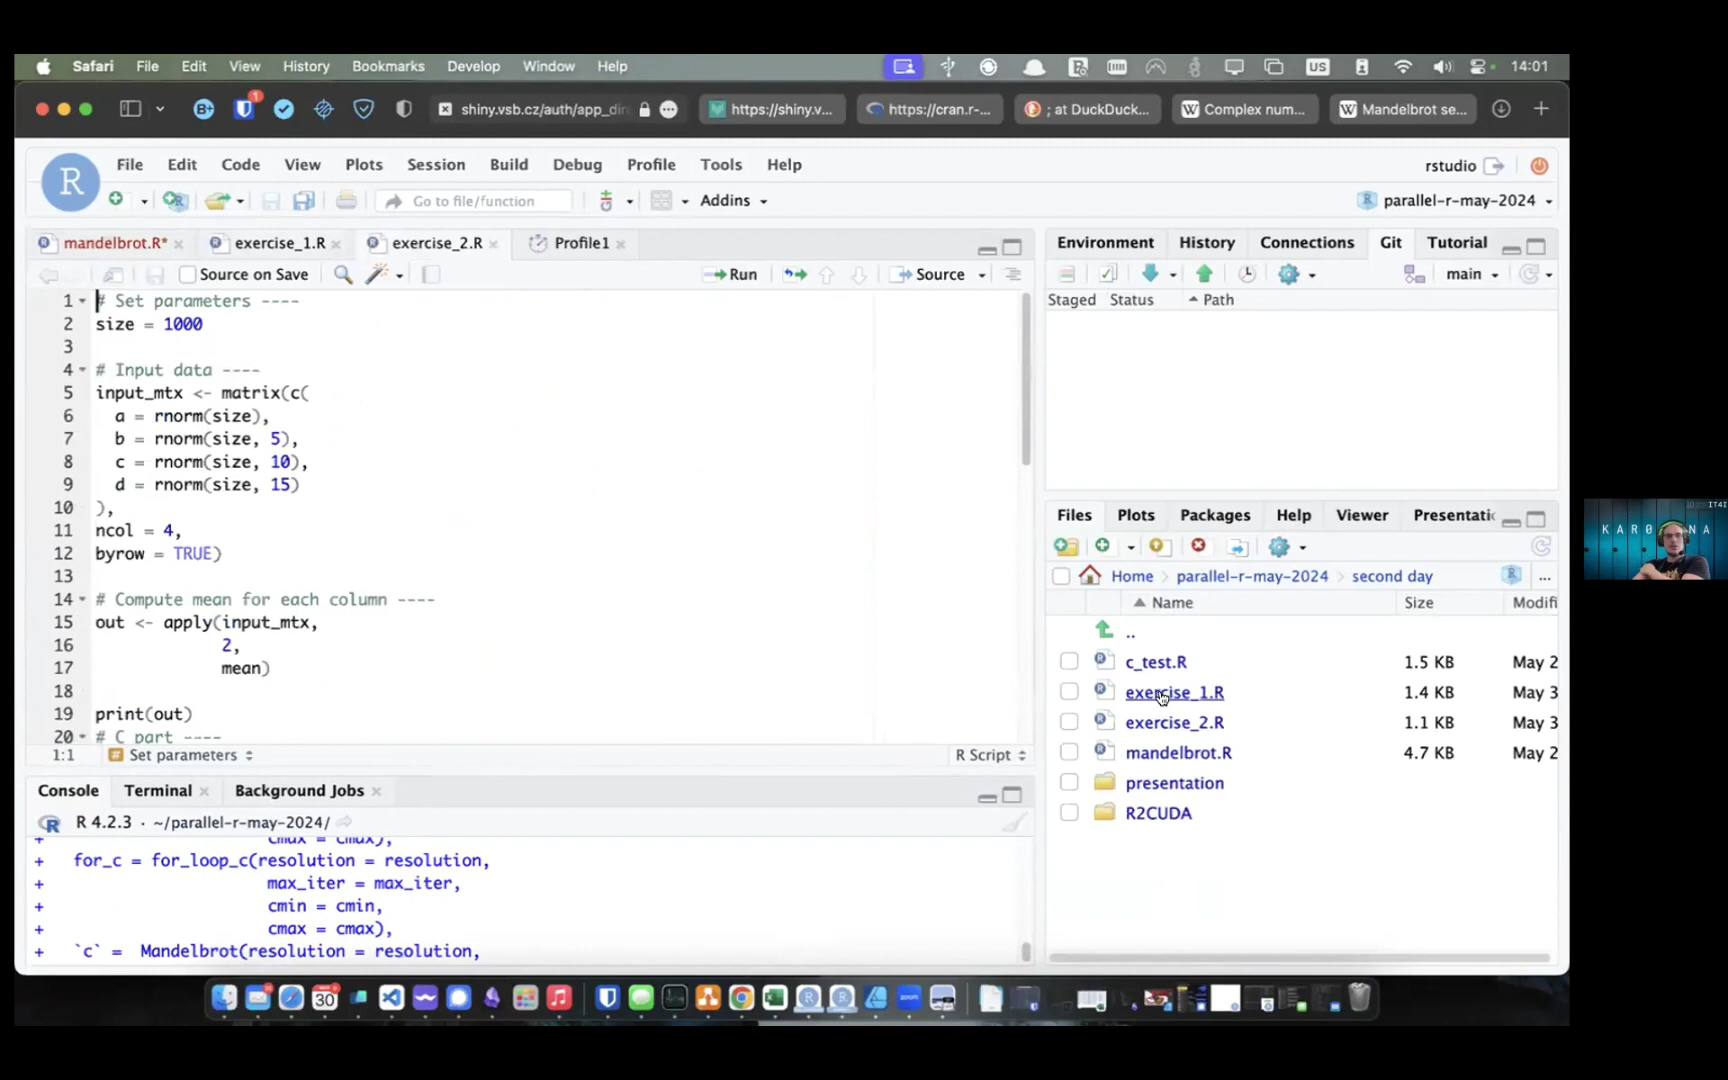 Safari File Edit View History Bookmarks Develop Window Help US 14:01
B+ 1 shiny.vsb.cz/auth/app_dir https://shiny.v... https://cran.r-... ; at DuckDuck... W Complex num... W Mandelbrot se...
R File Edit Code View Plots Session Build Debug Profile Tools Help rstudio
Go to file/function Addins parallel-r-may-2024
mandelbrot.R* exercise_1.R exercise_2.R Profile1
Source on Save Run Source
1 # Set parameters ----
2 size = 1000
3
4 # Input data ----
5 input_mtx <- matrix(c(
6 a = rnorm(size),
7 b = rnorm(size, 5),
8 c = rnorm(size, 10),
9 d = rnorm(size, 15)
10 ),
11 ncol = 4,
12 byrow = TRUE)
13
14 # Compute mean for each column ----
15 out <- apply(input_mtx,
16 2,
17 mean)
18
19 print(out)
20 # C part ----
1:1 # Set parameters R Script
Console Terminal Background Jobs
R 4.2.3 · ~/parallel-r-may-2024/
+ cmax = cmax),
+ for_c = for_loop_c(resolution = resolution,
+ max_iter = max_iter,
+ cmin = cmin,
+ cmax = cmax),
+ `c` = Mandelbrot(resolution = resolution,
Environment History Connections Git Tutorial
main
Staged Status Path
Files Plots Packages Help Viewer Presentati
Home parallel-r-may-2024 second day ...
Name Size Modifi
..
c_test.R 1.5 KB May 2
exercise_1.R 1.4 KB May 3
exercise_2.R 1.1 KB May 3
mandelbrot.R 4.7 KB May 2
presentation
R2CUDA
30 zoom
IT4I
KAROLINA